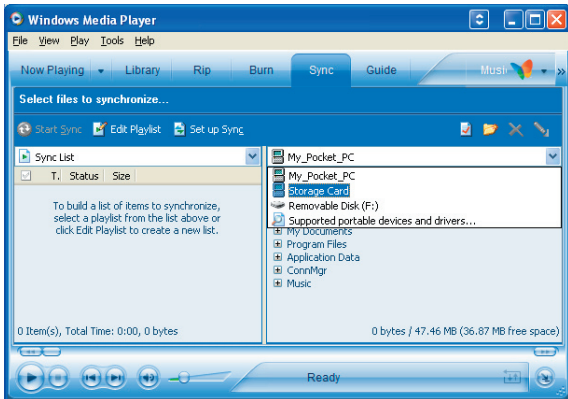 Windows Media Player
File View Play Tools Help
Now Playing Library Rip Burn Sync Guide Music
Select files to synchronize...
Start Sync Edit Playlist Set up Sync
Sync List
My_Pocket_PC
T. Status Size
My_Pocket_PC
Storage Card
Removable Disk (F:)
Supported portable devices and drivers...
To build a list of items to synchronize,
select a playlist from the list above or
click Edit Playlist to create a new list.
My Documents
Program Files
Application Data
ConnMgr
Music
0 Item(s), Total Time: 0:00, 0 bytes
0 bytes / 47.46 MB (36.87 MB free space)
Ready